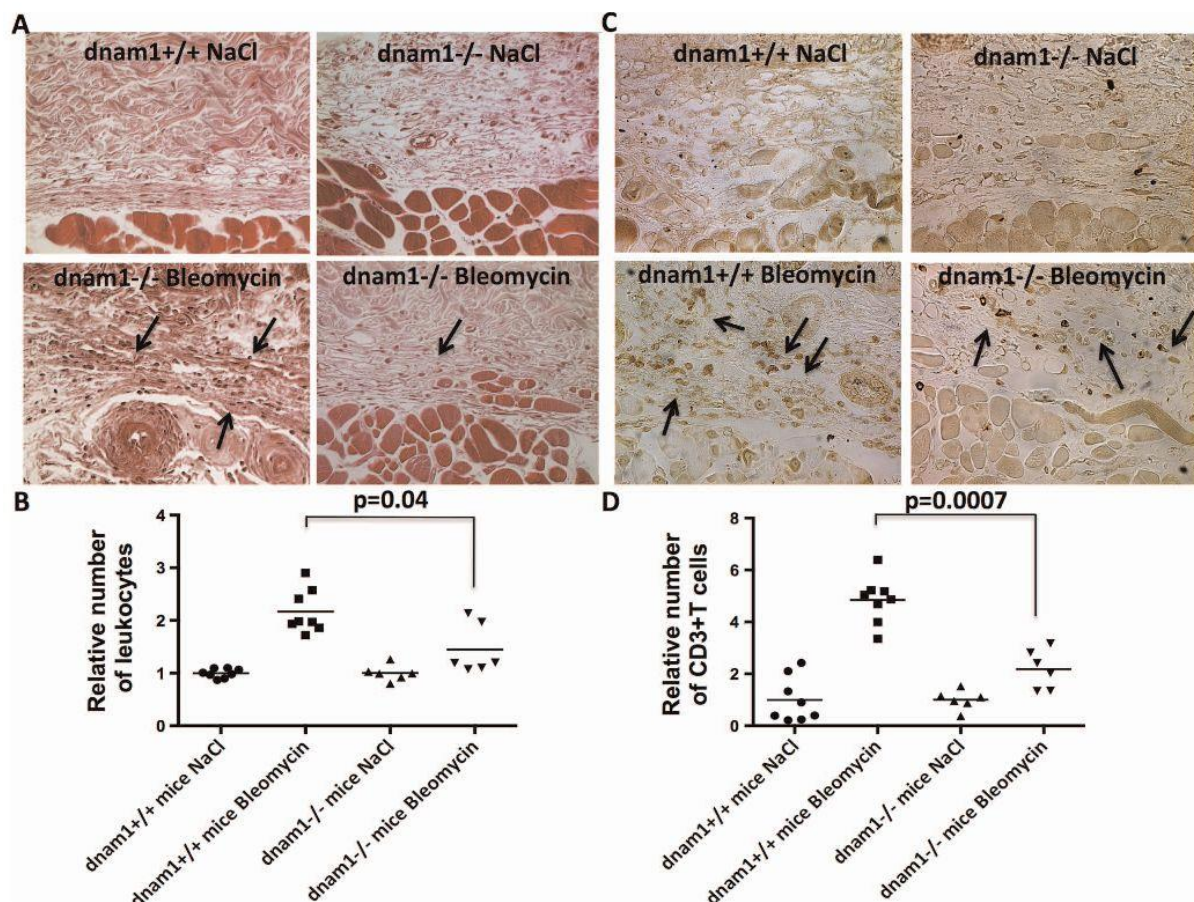 A
dnam1+/+ NaCl
dnam1-/- NaCl
dnam1-/- Bleomycin
dnam1-/- Bleomycin
C
dnam1+/+ NaCl
dnam1-/- NaCl
dnam1+/+ Bleomycin
dnam1-/- Bleomycin
B
p=0.04
Relative number
of leukocytes
4
3
2
1
0
dnam1+/+ mice NaCl
dnam1+/+ mice Bleomycin
dnam1-/- mice NaCl
dnam1-/- mice Bleomycin
D
p=0.0007
Relative number
of CD3+T cells
8
6
4
2
0
dnam1+/+ mice NaCl
dnam1+/+ mice Bleomycin
dnam1-/- mice NaCl
dnam1-/- mice Bleomycin